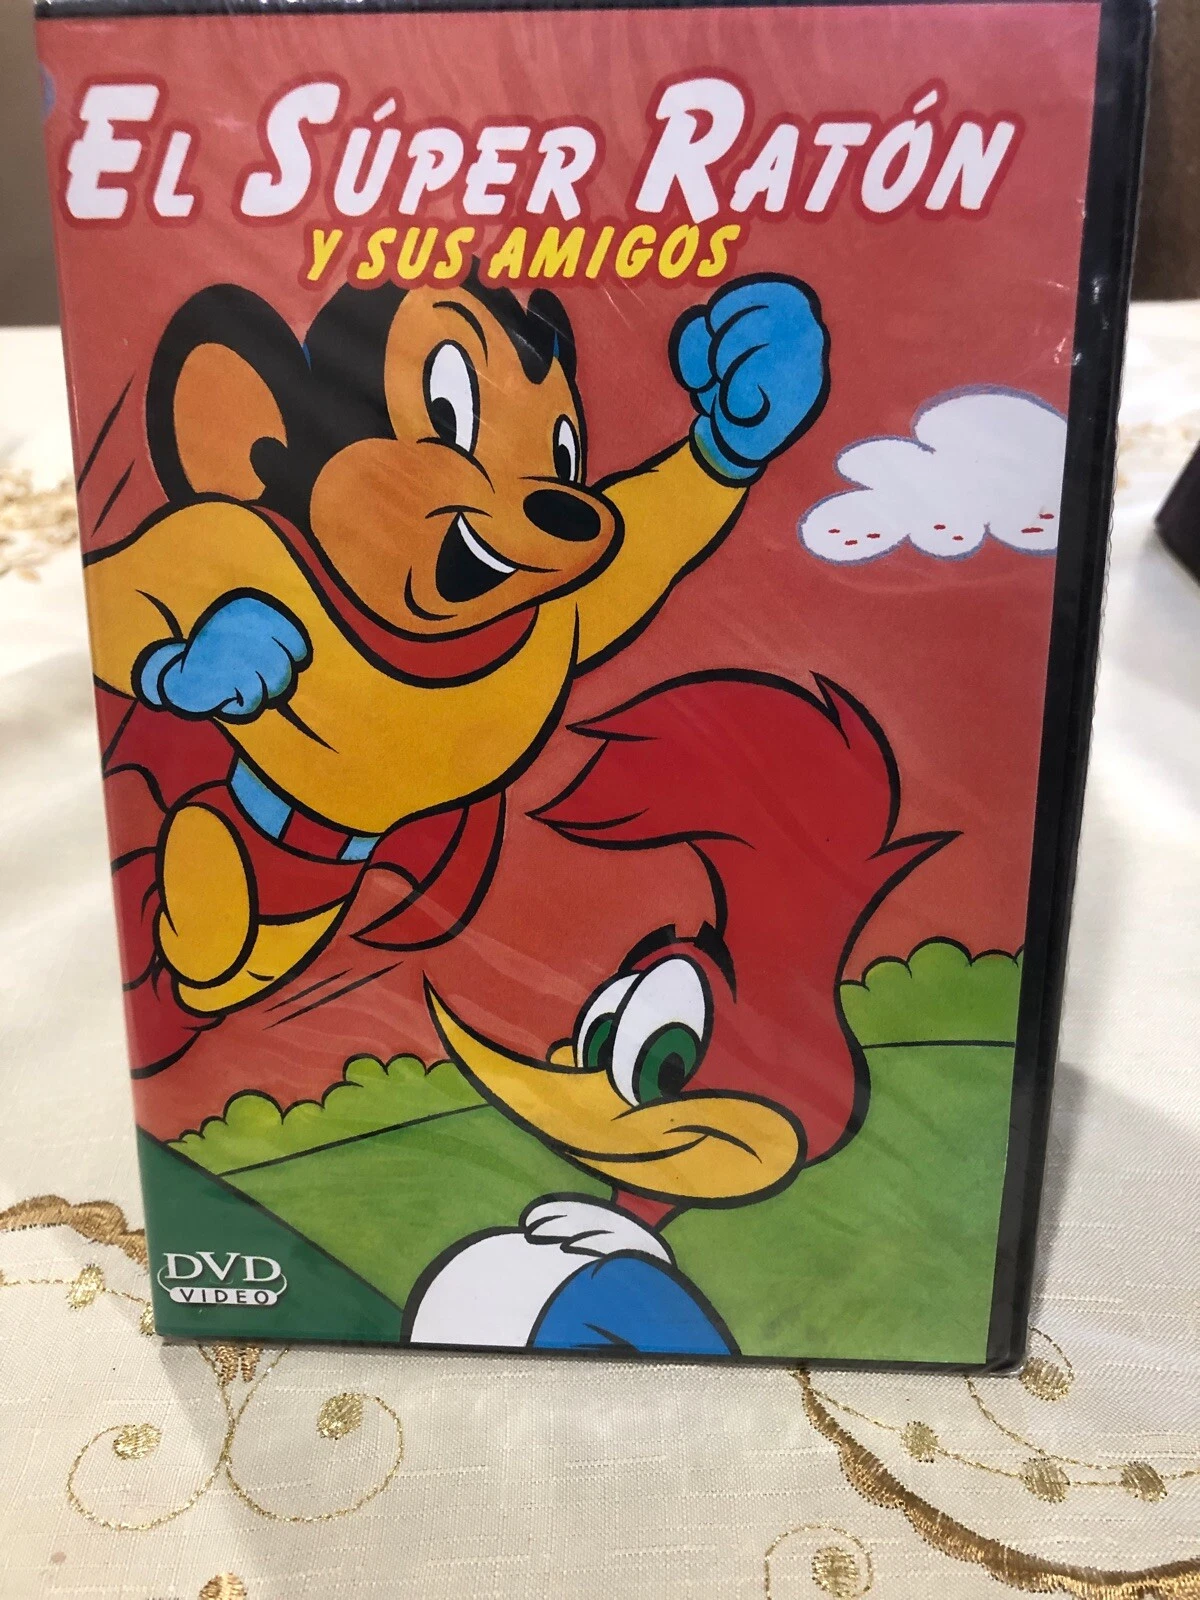 EL SÚPER RATÓN
Y SUS AMIGOS
DVD
VIDEO